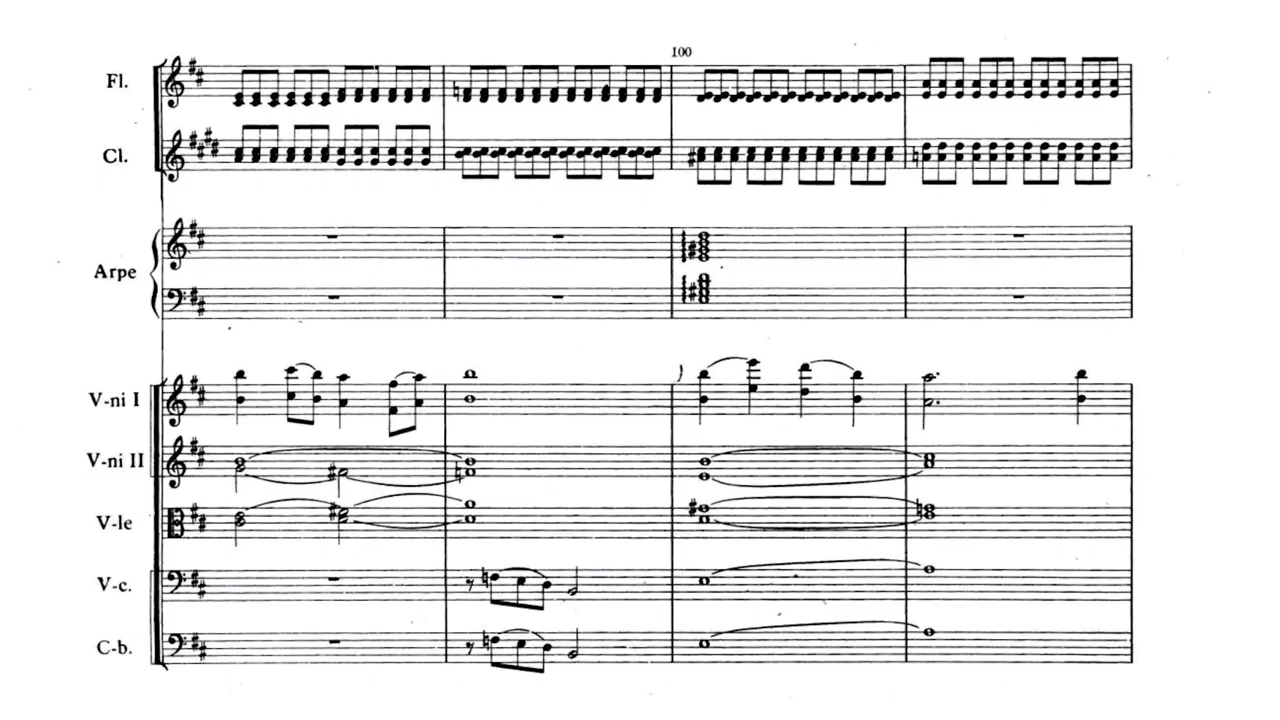 100
Fl.
Cl.
Arpe
V-ni I
V-ni II
V-le
V-c.
C-b.